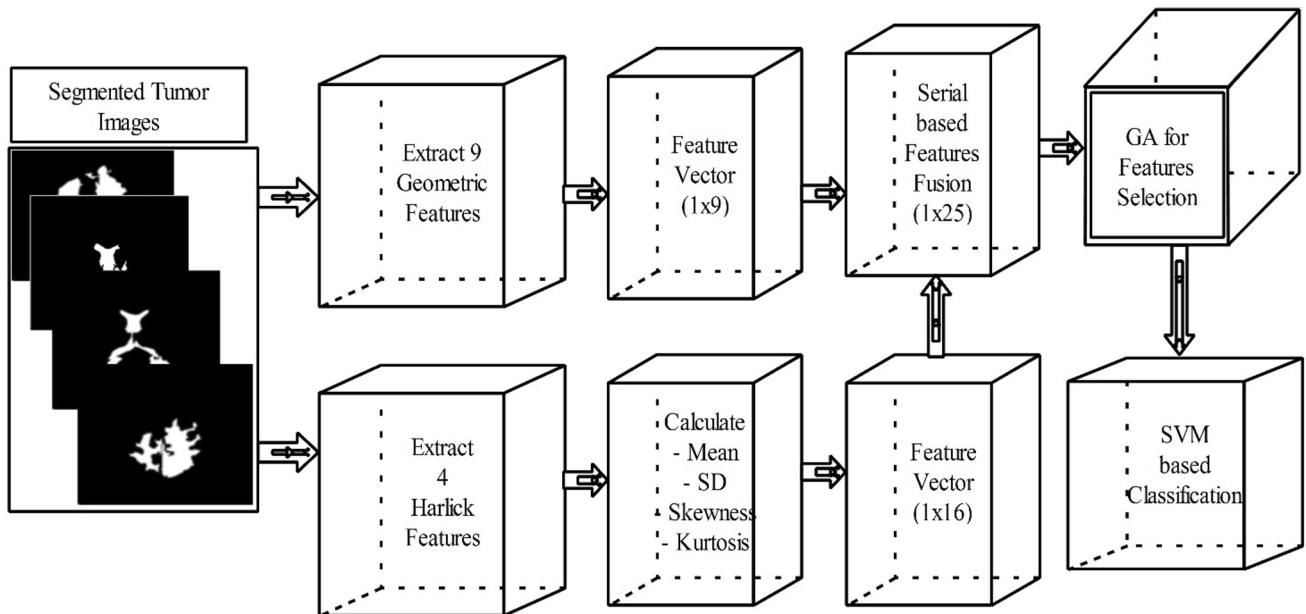 Segmented Tumor
Images
Extract 9
Geometric
Features
Feature
Vector
(1x9)
Serial
based
Features
Fusion
(1x25)
GA for
Features
Selection
Extract
4
Harlick
Features
Calculate
- Mean
- SD
- Skewness
- Kurtosis
Feature
Vector
(1x16)
SVM
based
Classification